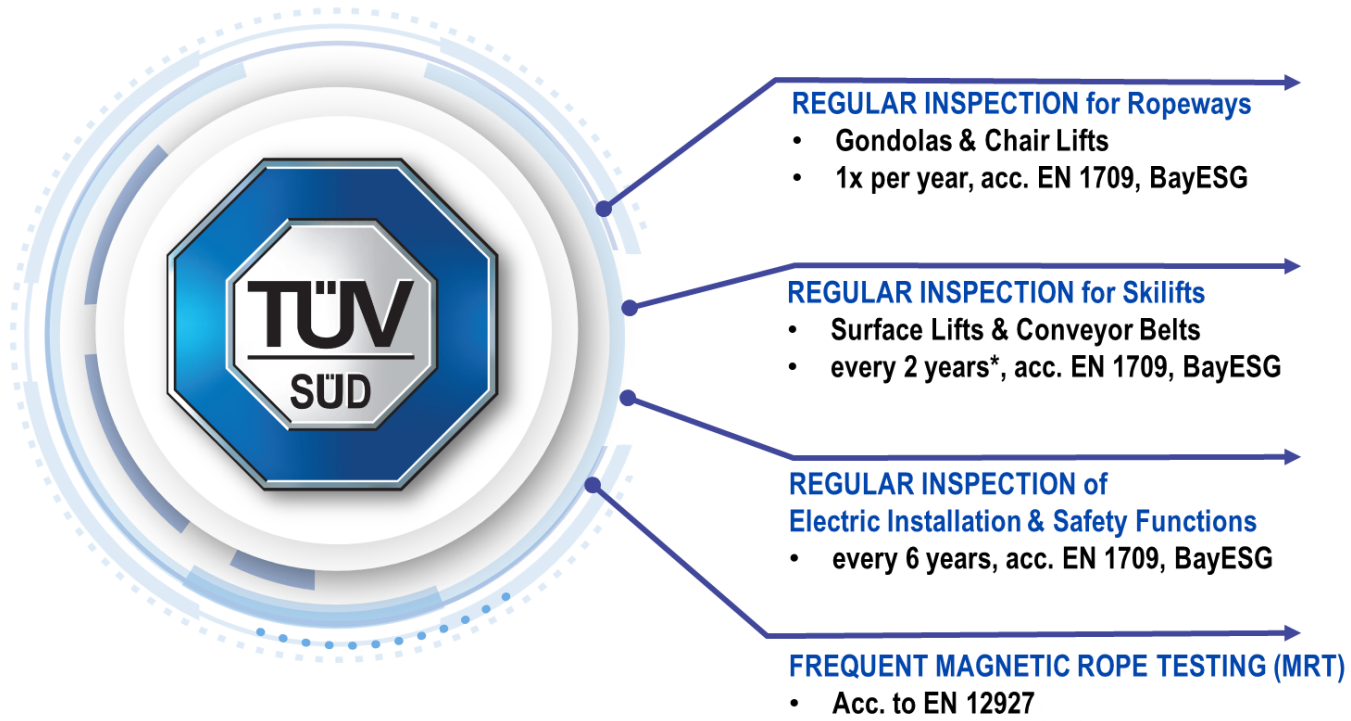 TÜV
SÜD
REGULAR INSPECTION for Ropeways
• Gondolas & Chair Lifts
• 1x per year, acc. EN 1709, BayESG
REGULAR INSPECTION for Skilifts
• Surface Lifts & Conveyor Belts
• every 2 years*, acc. EN 1709, BayESG
REGULAR INSPECTION of
Electric Installation & Safety Functions
• every 6 years, acc. EN 1709, BayESG
FREQUENT MAGNETIC ROPE TESTING (MRT)
• Acc. to EN 12927